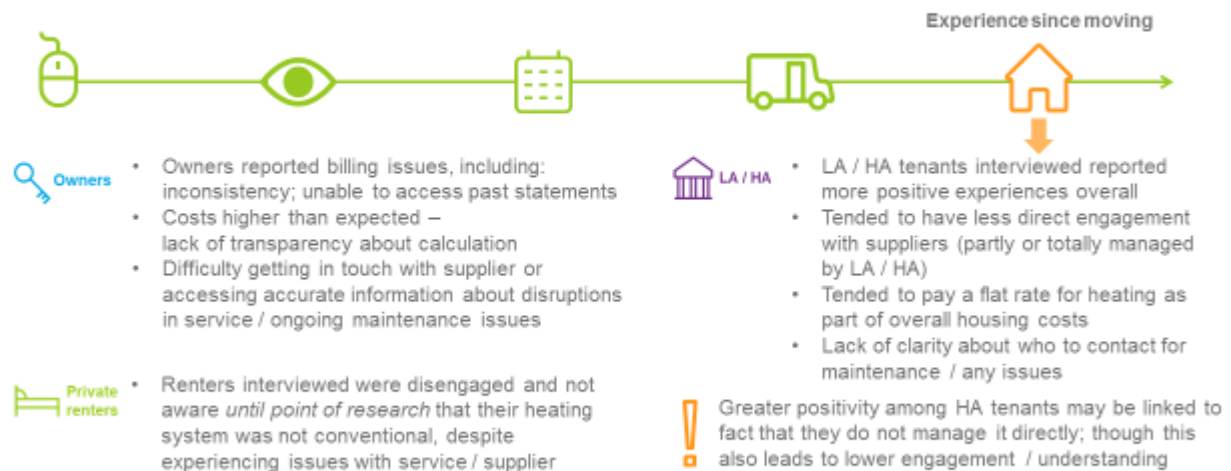 Experience since moving
Owners
• Owners reported billing issues, including:
inconsistency; unable to access past statements
• Costs higher than expected –
lack of transparency about calculation
• Difficulty getting in touch with supplier or
accessing accurate information about disruptions
in service / ongoing maintenance issues
Private
renters
• Renters interviewed were disengaged and not
aware until point of research that their heating
system was not conventional, despite
experiencing issues with service / supplier
LA / HA
• LA / HA tenants interviewed reported
more positive experiences overall
• Tended to have less direct engagement
with suppliers (partly or totally managed
by LA / HA)
• Tended to pay a flat rate for heating as
part of overall housing costs
• Lack of clarity about who to contact for
maintenance / any issues
Greater positivity among HA tenants may be linked to
fact that they do not manage it directly; though this
also leads to lower engagement / understanding